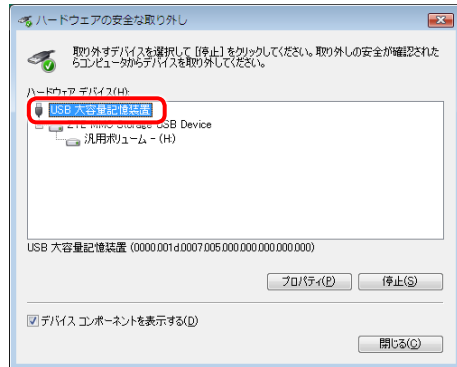 ハードウェアの安全な取り外し
取り外すデバイスを選択して [停止] をクリックしてください。取り外しの安全が確認された
らコンピュータからデバイスを取り外してください。
ハードウェア デバイス(H):
USB 大容量記憶装置
ZTE MMC Storage USB Device
汎用ボリューム - (H)
USB 大容量記憶装置 (0000.001d.0007.005.000.000.000.000.000)
プロパティ(P)
停止(S)
デバイス コンポーネントを表示する(D)
閉じる(C)